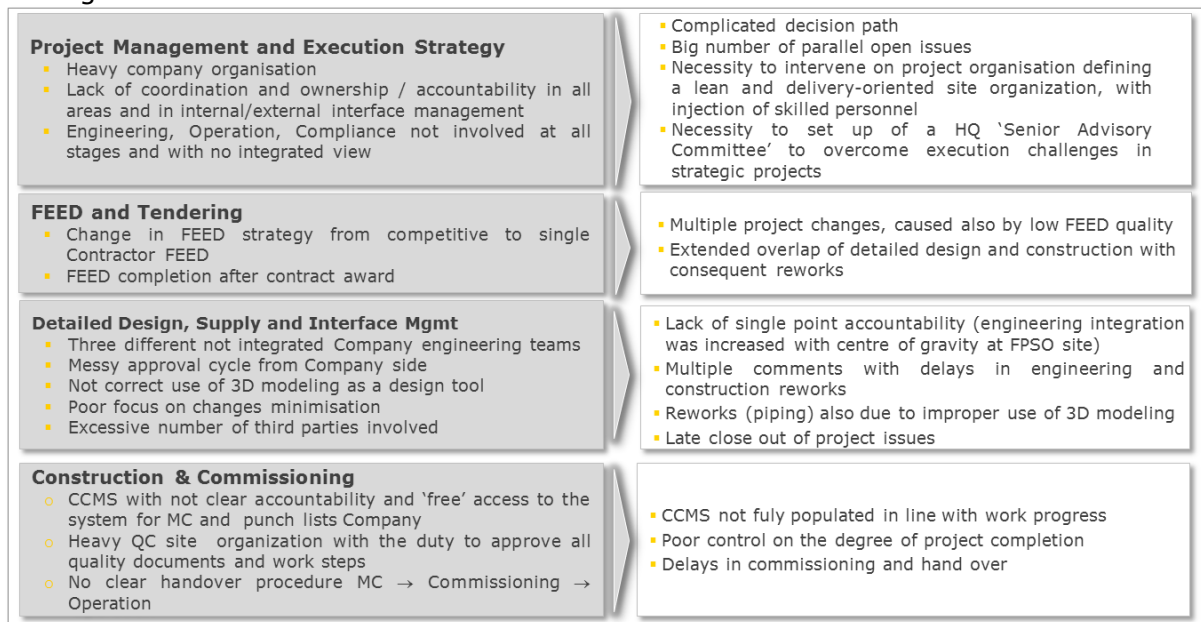 Project Management and Execution Strategy
▪ Heavy company organisation
▪ Lack of coordination and ownership / accountability in all
areas and in internal/external interface management
▪ Engineering, Operation, Compliance not involved at all
stages and with no integrated view
▪ Complicated decision path
▪ Big number of parallel open issues
▪ Necessity to intervene on project organisation defining
a lean and delivery-oriented site organization, with
injection of skilled personnel
▪ Necessity to set up of a HQ ‘Senior Advisory
Committee’ to overcome execution challenges in
strategic projects
FEED and Tendering
▪ Change in FEED strategy from competitive to single
Contractor FEED
▪ FEED completion after contract award
▪ Multiple project changes, caused also by low FEED quality
▪ Extended overlap of detailed design and construction with
consequent reworks
Detailed Design, Supply and Interface Mgmt
▪ Three different not integrated Company engineering teams
▪ Messy approval cycle from Company side
▪ Not correct use of 3D modeling as a design tool
▪ Poor focus on changes minimisation
▪ Excessive number of third parties involved
▪ Lack of single point accountability (engineering integration
was increased with centre of gravity at FPSO site)
▪ Multiple comments with delays in engineering and
construction reworks
▪ Reworks (piping) also due to improper use of 3D modeling
▪ Late close out of project issues
Construction & Commissioning
o CCMS with not clear accountability and ‘free’ access to the
system for MC and punch lists Company
o Heavy QC site organization with the duty to approve all
quality documents and work steps
o No clear handover procedure MC → Commissioning →
Operation
▪ CCMS not fully populated in line with work progress
▪ Poor control on the degree of project completion
▪ Delays in commissioning and hand over